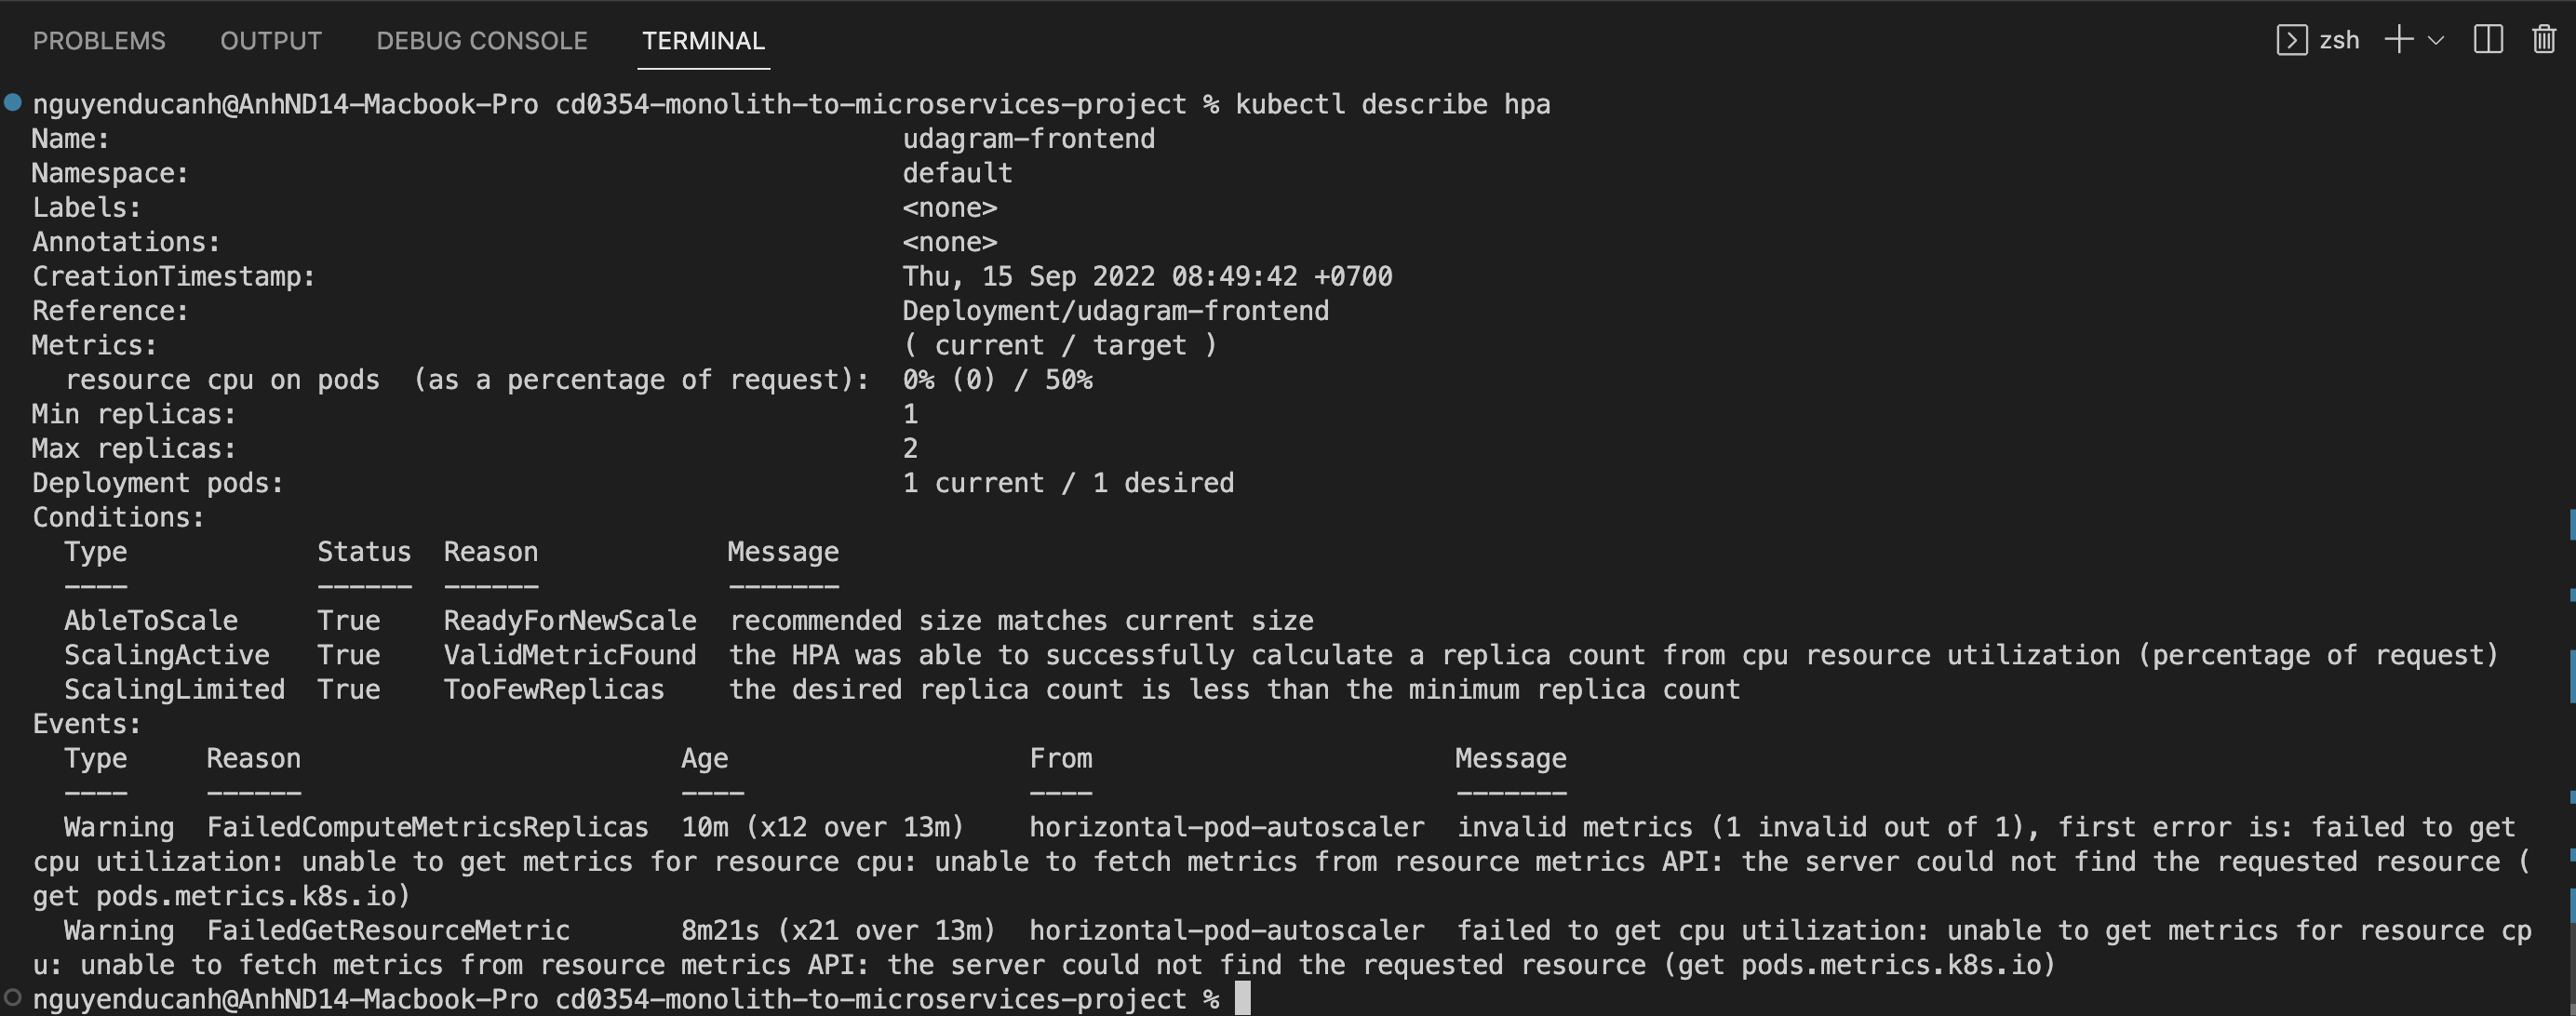 PROBLEMS OUTPUT DEBUG CONSOLE TERMINAL zsh
nguyenducanh@AnhND14-Macbook-Pro cd0354-monolith-to-microservices-project % kubectl describe hpa
Name: udagram-frontend
Namespace: default
Labels: <none>
Annotations: <none>
CreationTimestamp: Thu, 15 Sep 2022 08:49:42 +0700
Reference: Deployment/udagram-frontend
Metrics: ( current / target )
resource cpu on pods (as a percentage of request): 0% (0) / 50%
Min replicas: 1
Max replicas: 2
Deployment pods: 1 current / 1 desired
Conditions:
Type Status Reason Message
---- ------ ------ -------
AbleToScale True ReadyForNewScale recommended size matches current size
ScalingActive True ValidMetricFound the HPA was able to successfully calculate a replica count from cpu resource utilization (percentage of request)
ScalingLimited True TooFewReplicas the desired replica count is less than the minimum replica count
Events:
Type Reason Age From Message
---- ------ ---- ---- -------
Warning FailedComputeMetricsReplicas 10m (x12 over 13m) horizontal-pod-autoscaler invalid metrics (1 invalid out of 1), first error is: failed to get
cpu utilization: unable to get metrics for resource cpu: unable to fetch metrics from resource metrics API: the server could not find the requested resource (
get pods.metrics.k8s.io)
Warning FailedGetResourceMetric 8m21s (x21 over 13m) horizontal-pod-autoscaler failed to get cpu utilization: unable to get metrics for resource cp
u: unable to fetch metrics from resource metrics API: the server could not find the requested resource (get pods.metrics.k8s.io)
nguyenducanh@AnhND14-Macbook-Pro cd0354-monolith-to-microservices-project %